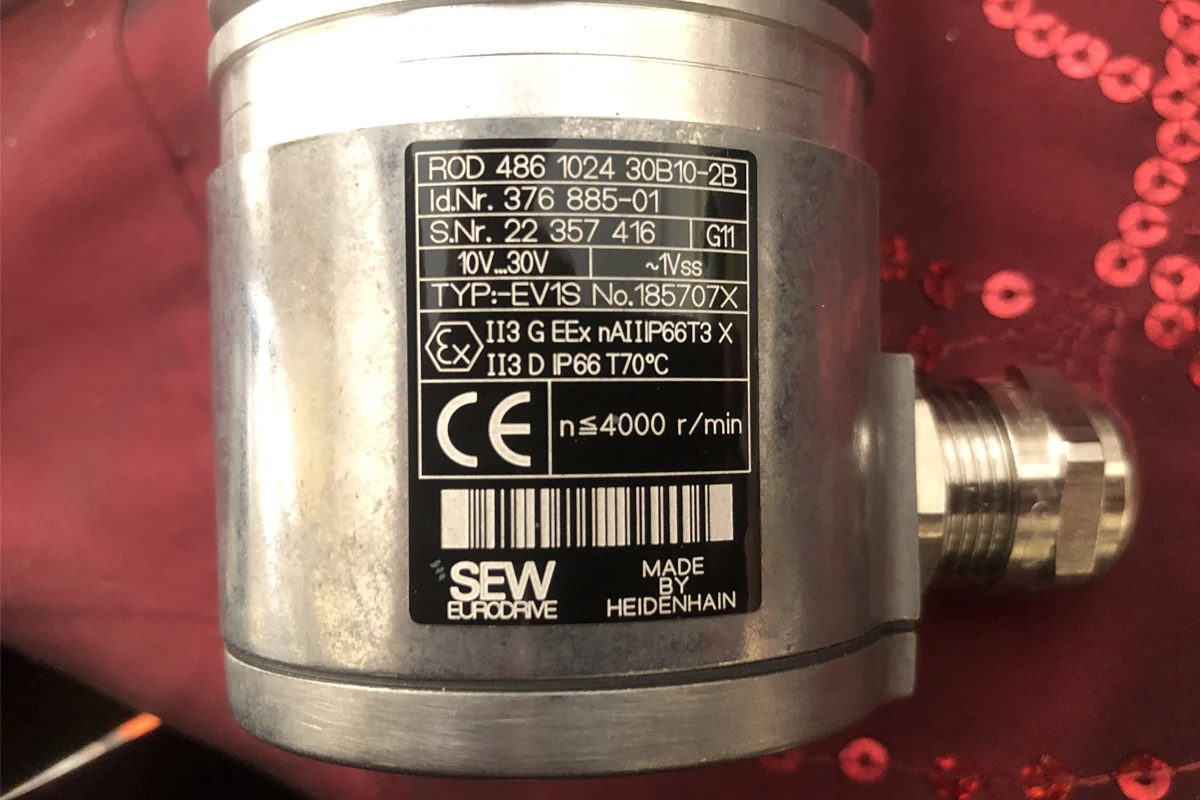 ROD 486 1024 30B10-2B
Id.Nr. 376 885-01
S.Nr. 22 357 416 G11
10V...30V ~1Vss
TYP:-EV1S No.185707X
εx II3 G EEx nAIIIP66T3 X
II3 D IP66 T70°C
CE n≦4000 r/min
SEW
EURODRIVE
MADE
BY
HEIDENHAIN